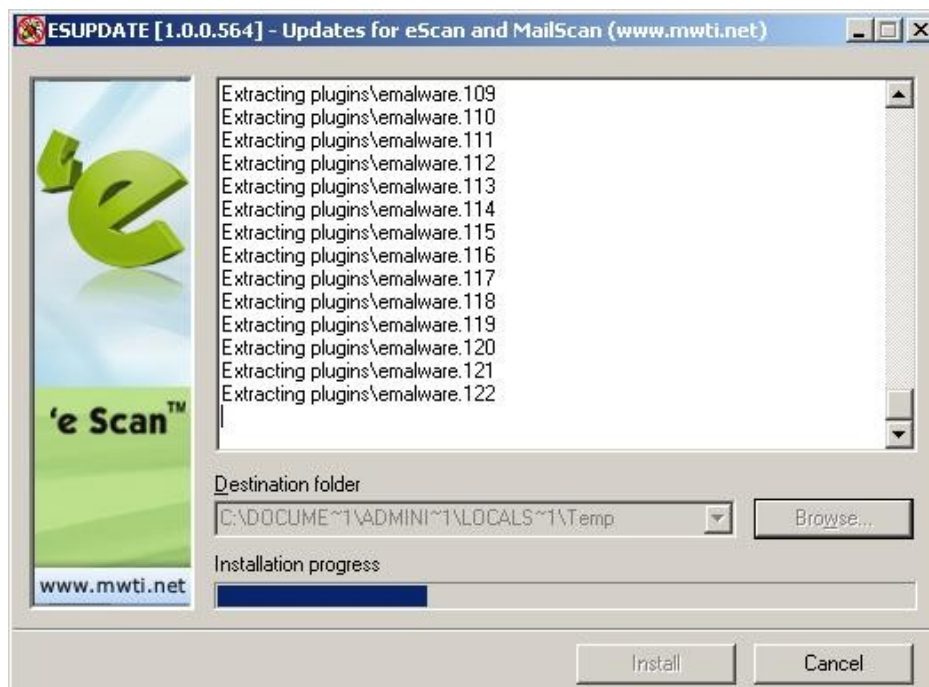 ESUPDATE [1.0.0.564] - Updates for eScan and MailScan (www.mwti.net)
Extracting plugins\emalware.109
Extracting plugins\emalware.110
Extracting plugins\emalware.111
Extracting plugins\emalware.112
Extracting plugins\emalware.113
Extracting plugins\emalware.114
Extracting plugins\emalware.115
Extracting plugins\emalware.116
Extracting plugins\emalware.117
Extracting plugins\emalware.118
Extracting plugins\emalware.119
Extracting plugins\emalware.120
Extracting plugins\emalware.121
Extracting plugins\emalware.122
'e
'e Scan™
www.mwti.net
Destination folder
C:\DOCUME~1\ADMINI~1\LOCALS~1\Temp
Browse...
Installation progress
Install
Cancel